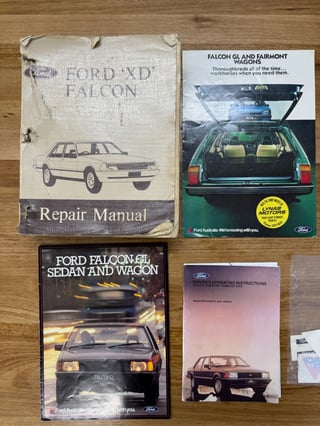 Ford
FORD 'XD'
FALCON
Repair Manual
FALCON GL AND FAIRMONT
WAGONS
Thoroughbreds all of the time...
workhorses when you need them.
LYNAS
MOTORS
Ford Australia-We're moving with you.
FORD FALCON GL
SEDAN AND WAGON
Ford Australia-We're moving with you.
Ford
OPERATING INSTRUCTIONS